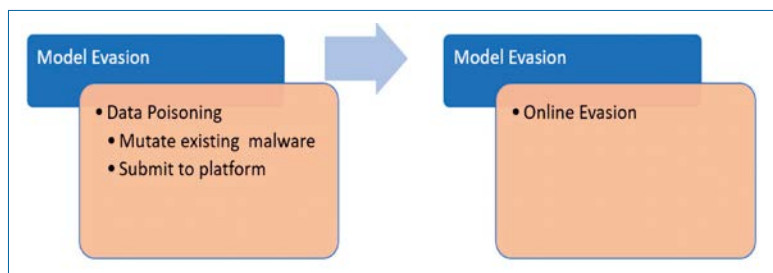 Model Evasion
• Data Poisoning
• Mutate existing malware
• Submit to platform
Model Evasion
• Online Evasion